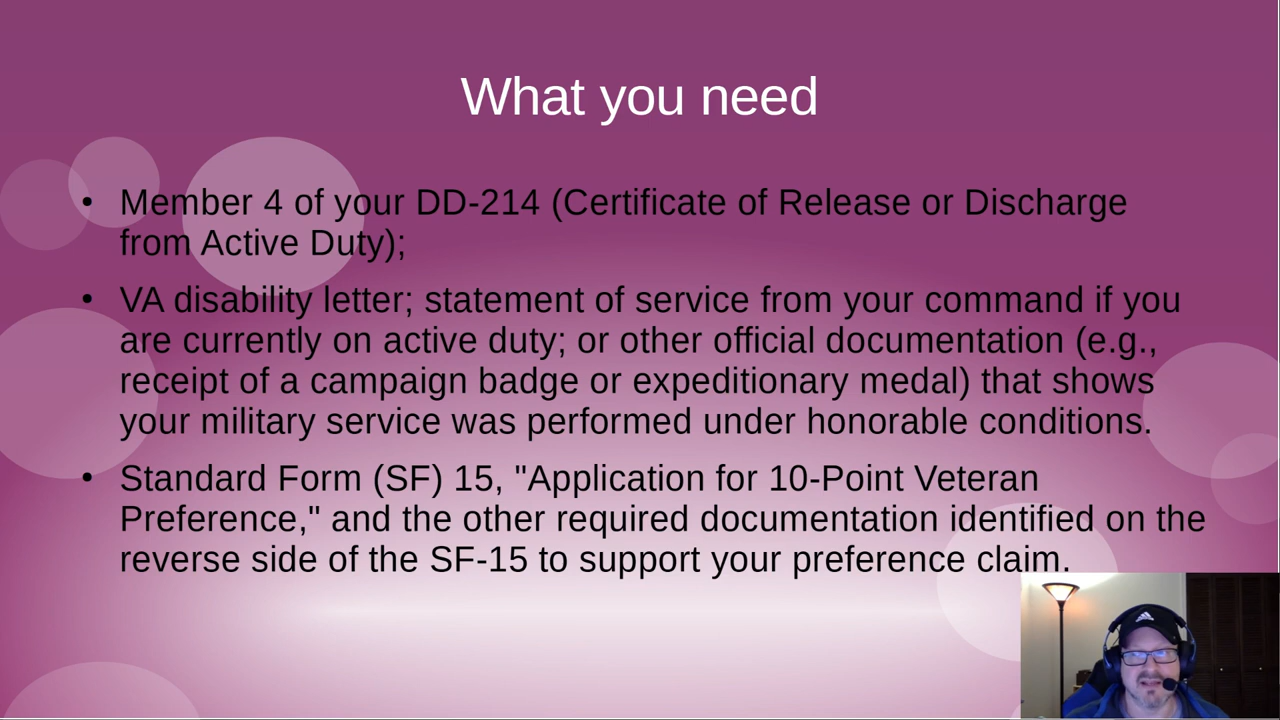 What you need
• Member 4 of your DD-214 (Certificate of Release or Discharge
from Active Duty);
• VA disability letter; statement of service from your command if you
are currently on active duty; or other official documentation (e.g.,
receipt of a campaign badge or expeditionary medal) that shows
your military service was performed under honorable conditions.
• Standard Form (SF) 15, "Application for 10-Point Veteran
Preference," and the other required documentation identified on the
reverse side of the SF-15 to support your preference claim.